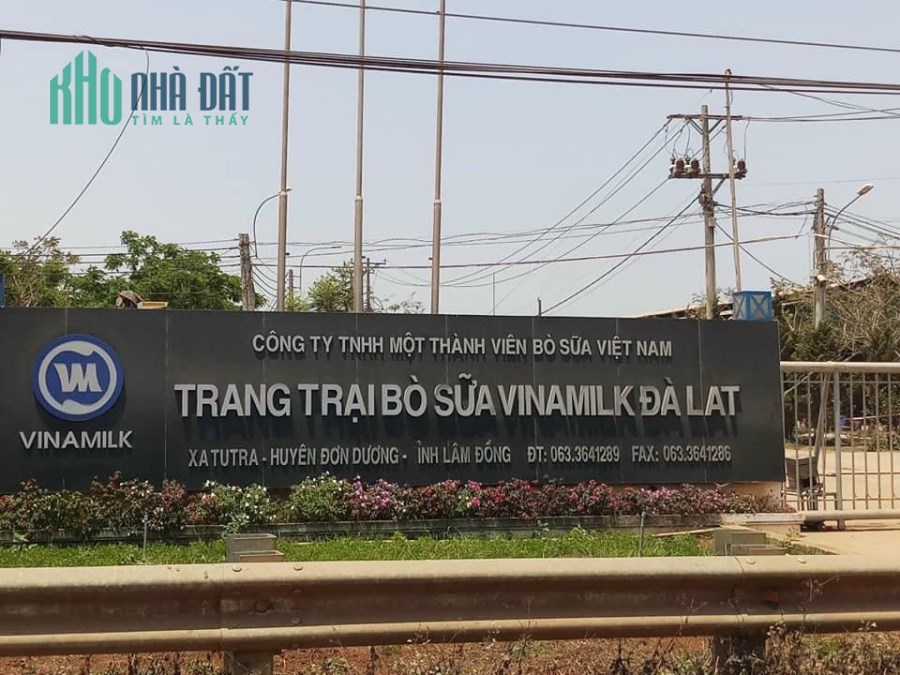 KHO NHÀ ĐẤT
TÌM LÀ THẤY
CÔNG TY TNHH MỘT THÀNH VIÊN BÒ SỮA VIỆT NAM
TRANG TRẠI BÒ SỮA VINAMILK ĐÀ LẠT
VM
VINAMILK
XA TUTRA - HUYỆN ĐƠN DƯƠNG - ỈNH LÂM ĐỒNG ĐT: 063.3641289 FAX: 063.3641286